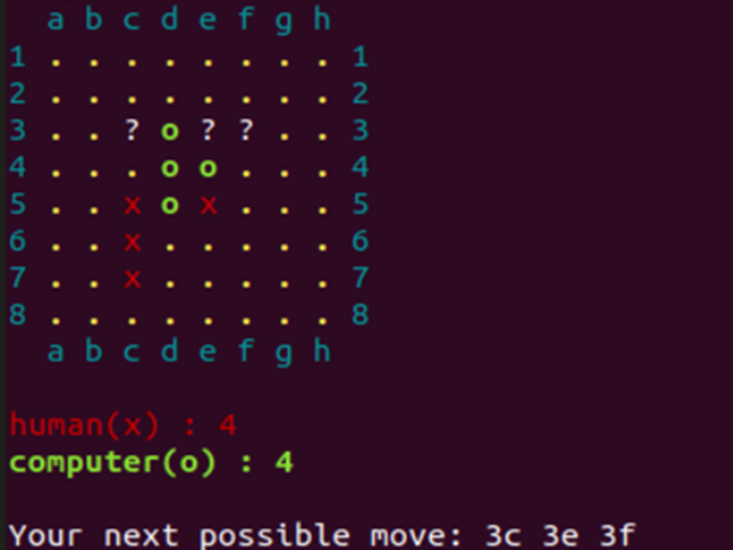 a b c d e f g h
1 . . . . . . . . 1
2 . . . . . . . . 2
3 . . ? o ? ? . . 3
4 . . . o o . . . 4
5 . . x o x . . . 5
6 . . x . . . . . 6
7 . . x . . . . . 7
8 . . . . . . . . 8
a b c d e f g h
human(x) : 4
computer(o) : 4
Your next possible move: 3c 3e 3f